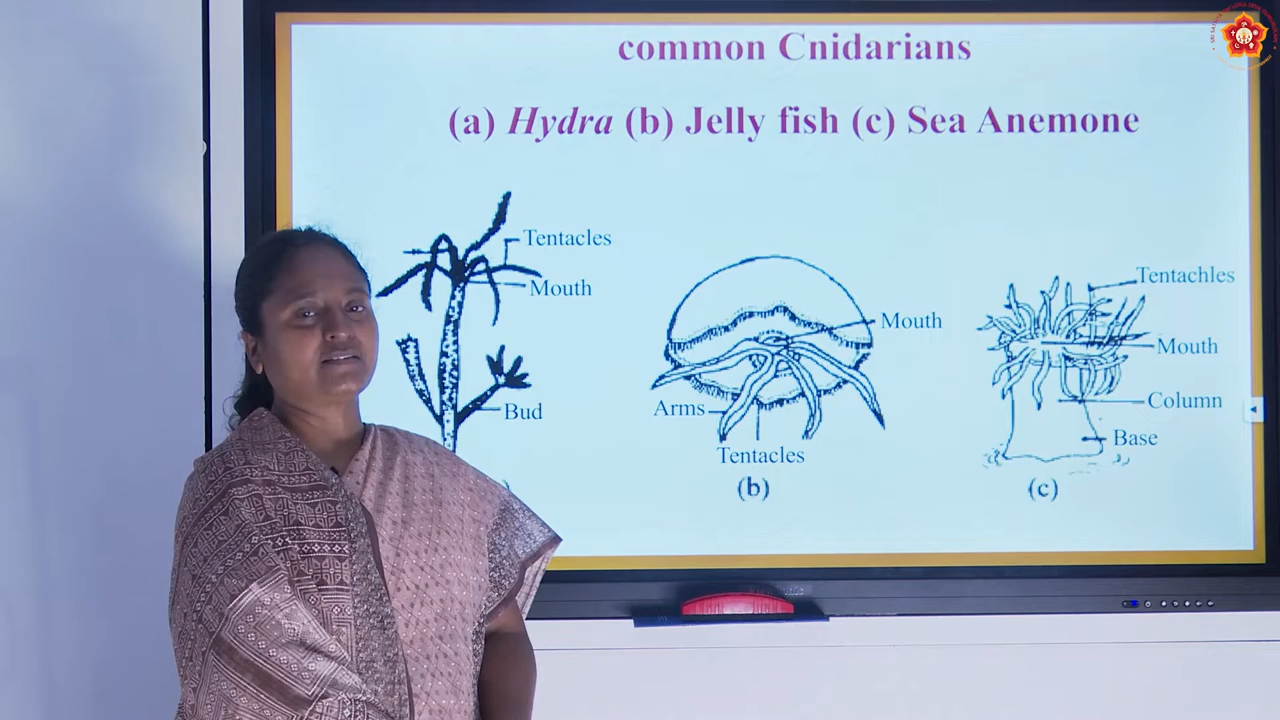 common Cnidarians
(a) Hydra (b) Jelly fish (c) Sea Anemone
Tentacles
Mouth
Bud
Mouth
Arms
Tentacles
(b)
Tentachles
Mouth
Column
Base
(c)